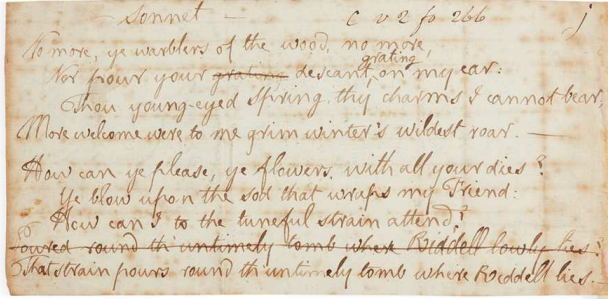 — Sonnet — C v 2 fo 266 j
No more, ye warblers of the wood, no more,
grating
Nor pour your grating descant, on my ear:
Thou young-eyed Spring, thy charms I cannot bear;
More welcome were to me grim winter's wildest roar. —
How can ye please, ye flowers, with all your dies?
Ye blow upon the sod that wraps my Friend:
How can I to the tuneful strain attend?
Poured round th untimely tomb where Riddell lowly lies.
That strain pours round th untimely tomb where Riddell lies. —